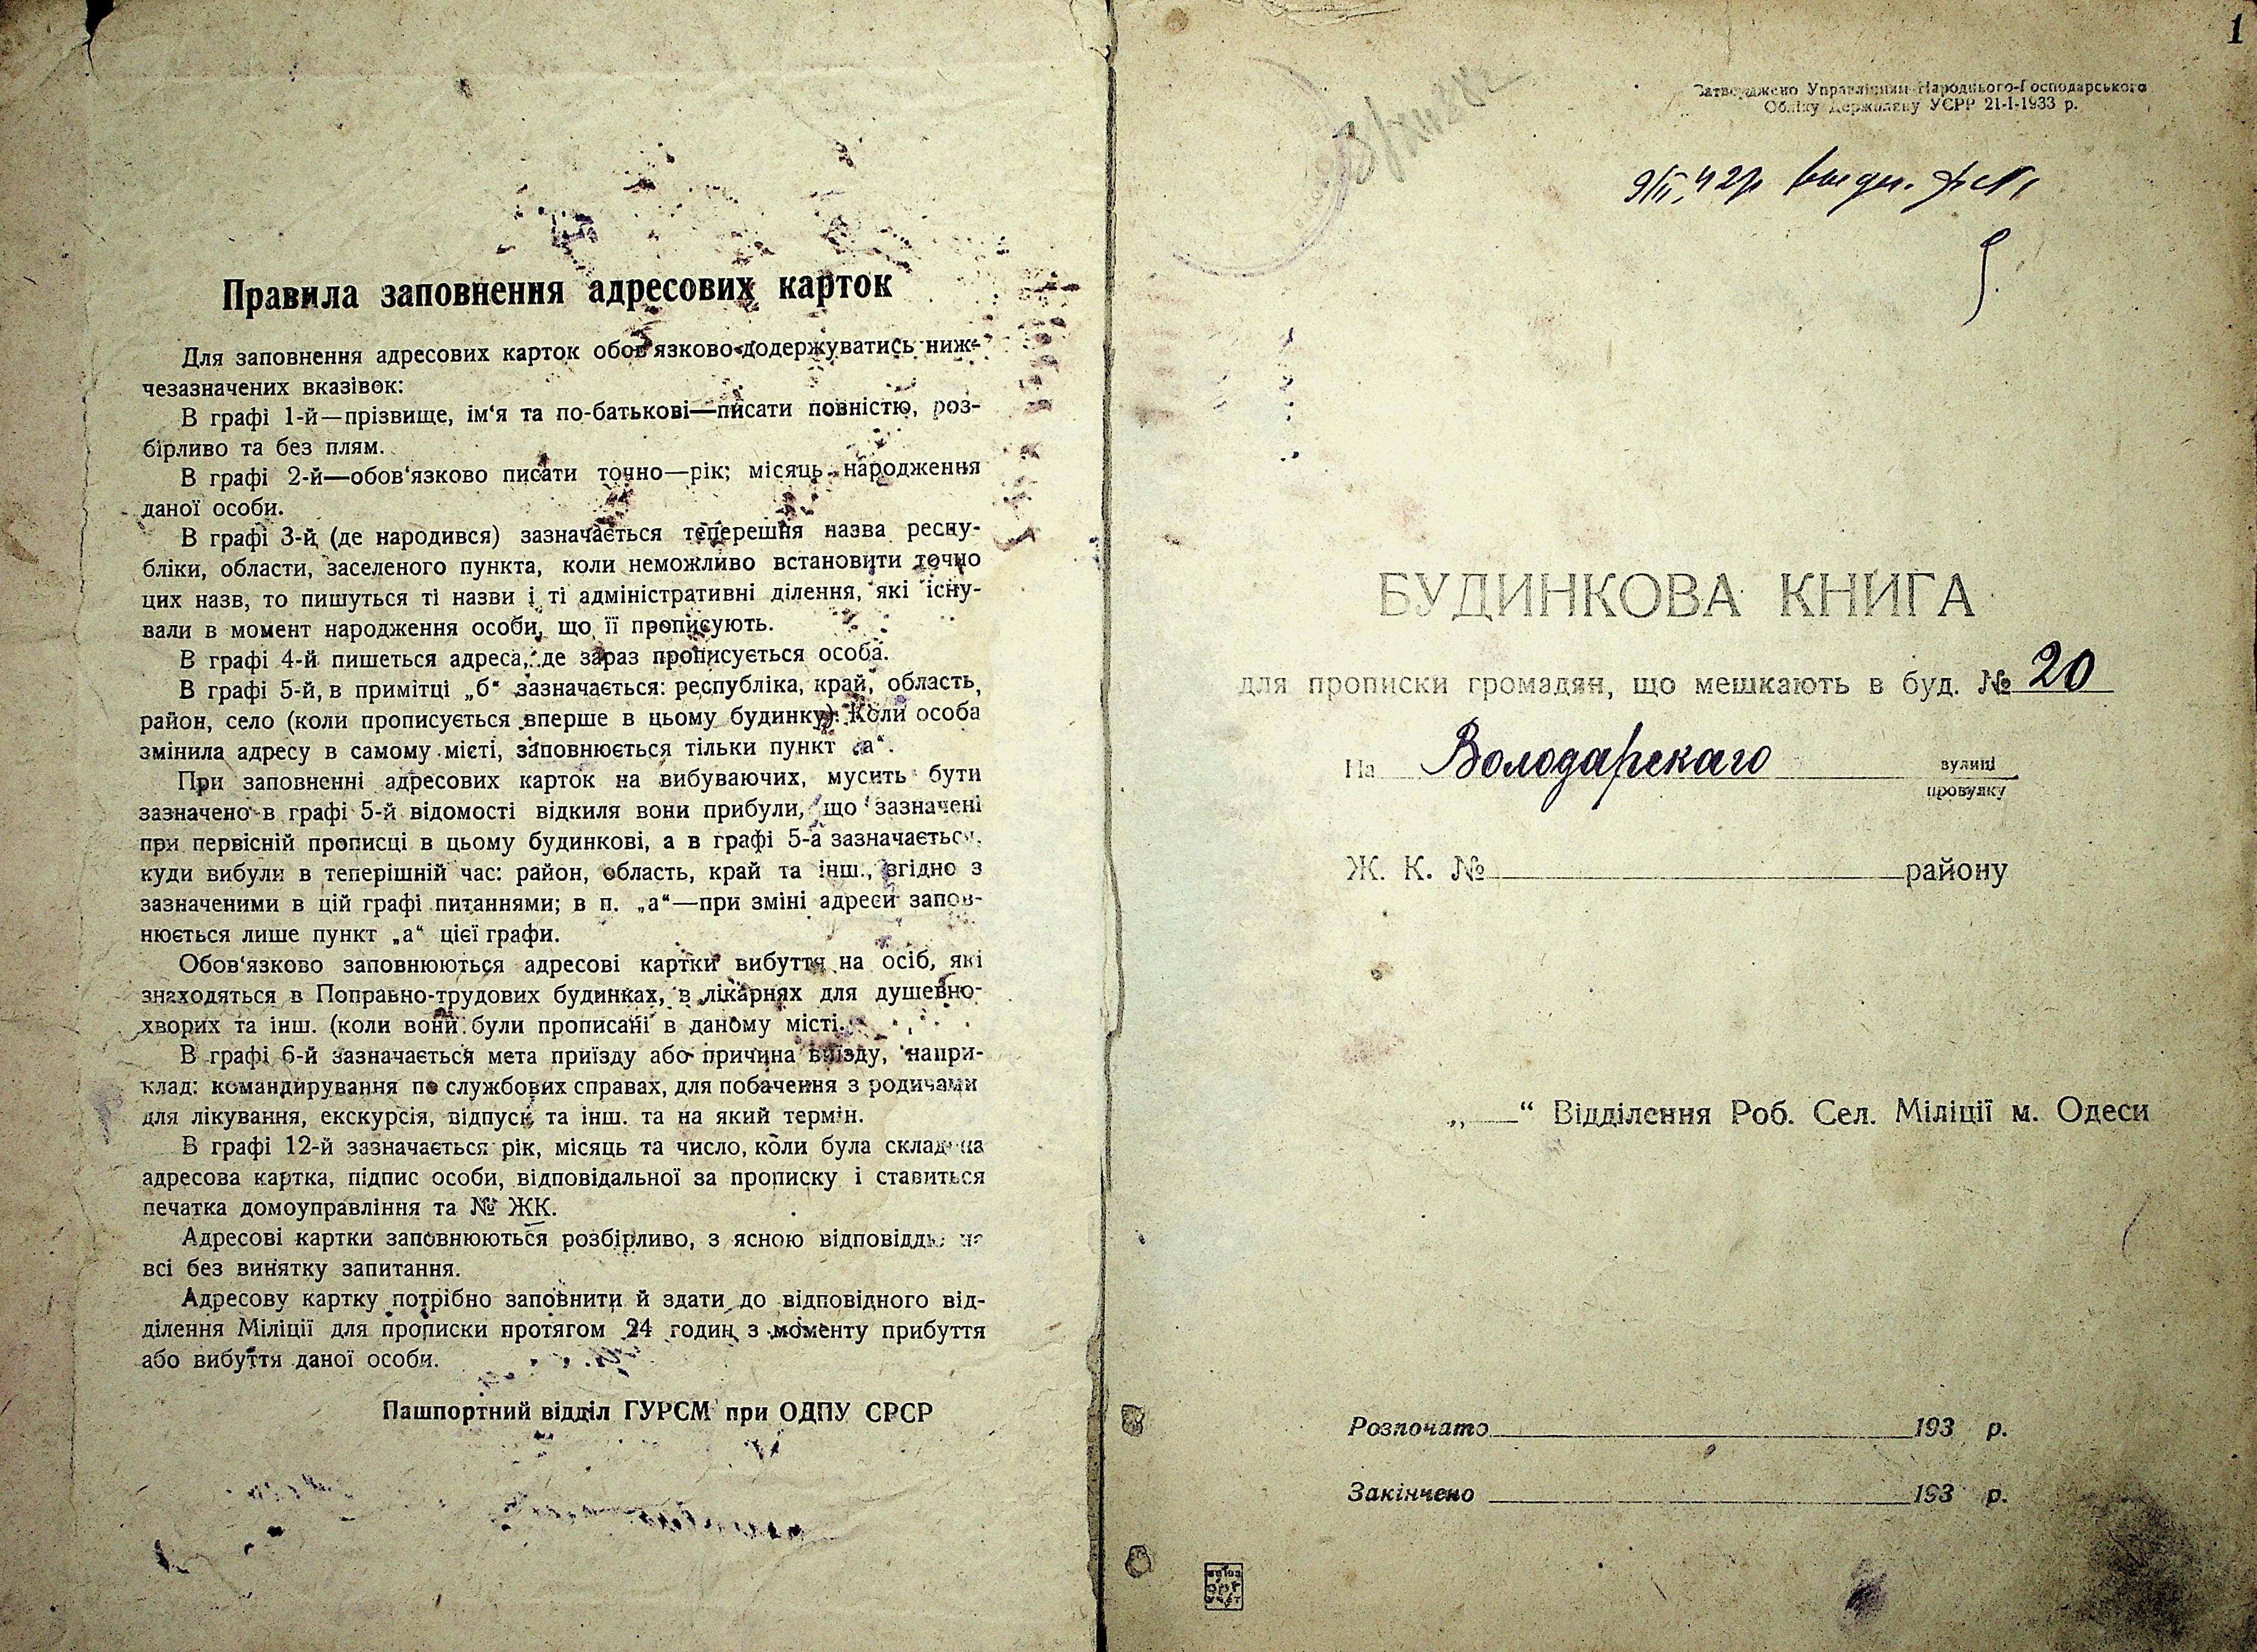 Правила заповнення адресових карток
Для заповнення адресових карток обов'язково додержуватись ниж-
чезазначених вказівок:
В графі 1-й—прізвище, ім'я та по-батькові—писати повністю, роз-
бірливо та без плям.
В графі 2-й—обов'язково писати точно—рік; місяць народження
даної особи.
В графі 3-й (де народився) зазначається теперешня назва респу-
бліки, области, заселеного пункта, коли неможливо встановити точно
цих назв, то пишуться ті назви і ті адміністративні ділення, які існу-
вали в момент народження особи, що її прописують.
В графі 4-й пишеться адреса, де зараз прописується особа.
В графі 5-й, в примітці „б“ зазначається: республіка, край, область,
район, село (коли прописується вперше в цьому будинку). Коли особа
змінила адресу в самому місті, заповнюється тільки пункт „а“.
При заповненні адресових карток на вибуваючих, мусить бути
зазначено в графі 5-й відомості відкиля вони прибули, що зазначені
при первісній прописці в цьому будинкові, а в графі 5-а зазначається,
куди вибули в теперішній час: район, область, край та інш., згідно з
зазначеними в цій графі питаннями; в п. „а“—при зміні адреси запов-
нюється лише пункт „а“ цієї графи.
Обов'язково заповнюються адресові картки вибуття на осіб, які
знаходяться в Поправно-трудових будинках, в лікарнях для душевно-
хворих та інш. (коли вони були прописані в даному місті.
В графі 6-й зазначається мета приїзду або причина виїзду, напри-
клад: командирування по службових справах, для побачення з родичами
для лікування, екскурсія, відпуск та інш. та на який термін.
В графі 12-й зазначається рік, місяць та число, коли була складена
адресова картка, підпис особи, відповідальної за прописку і ставиться
печатка домоуправління та № ЖК.
Адресові картки заповнюються розбірливо, з ясною відповіддю на
всі без винятку запитання.
Адресову картку потрібно заповнити й здати до відповідного від-
ділення Міліції для прописки протягом 24 годин з моменту прибуття
або вибуття даної особи.
Пашпортний відділ ГУРСМ при ОДПУ СРСР
1
Затверджено Управлінням Народнього-Господарського
Обліку Держплану УСРР 21-I-1933 р.
9/II, 42р
БУДИНКОВА КНИГА
для прописки громадян, що мешкають в буд. № 20
На Володарскаго вулиці
провулку
Ж. К. № району
„ “ Відділення Роб. Сел. Міліції м. Одеси
Розпочато 193 р.
Закінчено 193 р.